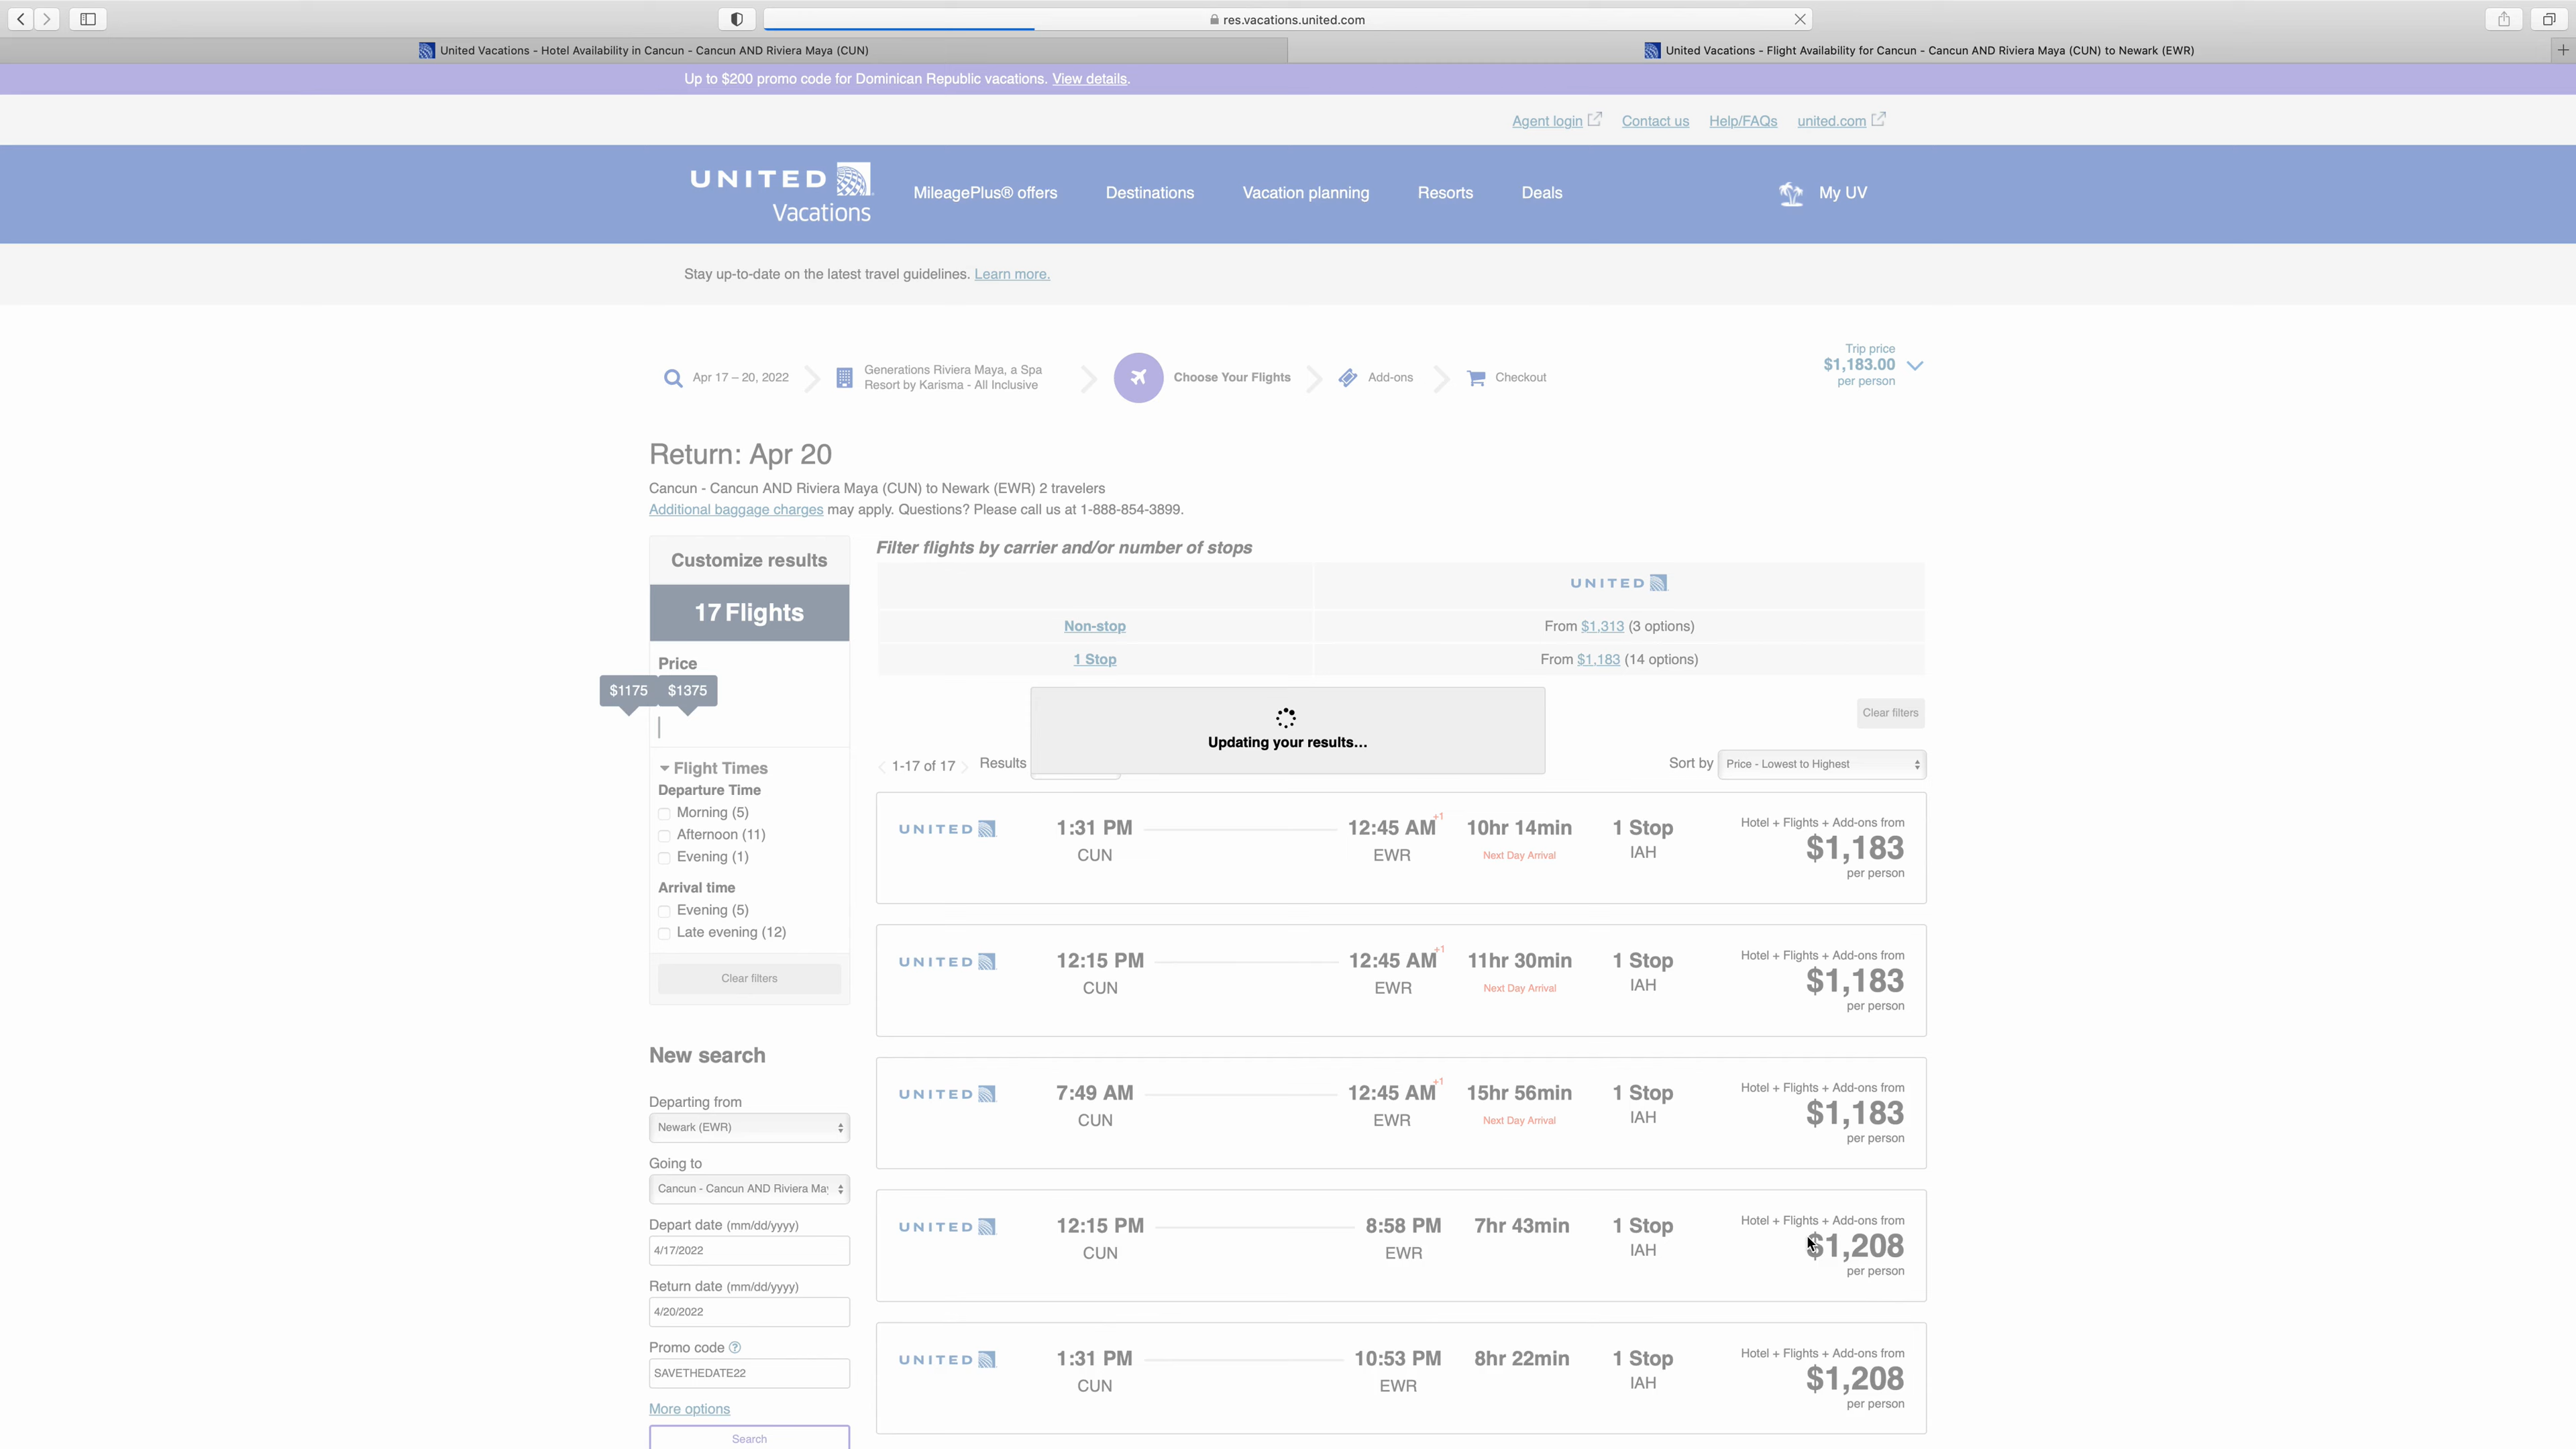 res.vacations.united.com
United Vacations - Hotel Availability in Cancun - Cancun AND Riviera Maya (CUN)
United Vacations - Flight Availability for Cancun - Cancun AND Riviera Maya (CUN) to Newark (EWR)
Up to $200 promo code for Dominican Republic vacations. View details.
Agent login Contact us Help/FAQs united.com
UNITED
Vacations
MileagePlus® offers Destinations Vacation planning Resorts Deals My UV
Stay up-to-date on the latest travel guidelines. Learn more.
Apr 17 – 20, 2022
Generations Riviera Maya, a Spa
Resort by Karisma - All Inclusive
Choose Your Flights
Add-ons
Checkout
Trip price
$1,183.00
per person
Return: Apr 20
Cancun - Cancun AND Riviera Maya (CUN) to Newark (EWR) 2 travelers
Additional baggage charges may apply. Questions? Please call us at 1-888-854-3899.
Customize results
17 Flights
Price
$1175 $1375
Flight Times
Departure Time
Morning (5)
Afternoon (11)
Evening (1)
Arrival time
Evening (5)
Late evening (12)
Clear filters
New search
Departing from
Newark (EWR)
Going to
Cancun - Cancun AND Riviera May
Depart date (mm/dd/yyyy)
4/17/2022
Return date (mm/dd/yyyy)
4/20/2022
Promo code ?
SAVETHEDATE22
More options
Search
Filter flights by carrier and/or number of stops
UNITED
Non-stop From $1,313 (3 options)
1 Stop From $1,183 (14 options)
Updating your results...
Clear filters
1-17 of 17 Results
Sort by Price - Lowest to Highest
UNITED 1:31 PM 12:45 AM +1 10hr 14min 1 Stop Hotel + Flights + Add-ons from
CUN EWR Next Day Arrival IAH $1,183
per person
UNITED 12:15 PM 12:45 AM +1 11hr 30min 1 Stop Hotel + Flights + Add-ons from
CUN EWR Next Day Arrival IAH $1,183
per person
UNITED 7:49 AM 12:45 AM +1 15hr 56min 1 Stop Hotel + Flights + Add-ons from
CUN EWR Next Day Arrival IAH $1,183
per person
UNITED 12:15 PM 8:58 PM 7hr 43min 1 Stop Hotel + Flights + Add-ons from
CUN EWR IAH $1,208
per person
UNITED 1:31 PM 10:53 PM 8hr 22min 1 Stop Hotel + Flights + Add-ons from
CUN EWR IAH $1,208
per person